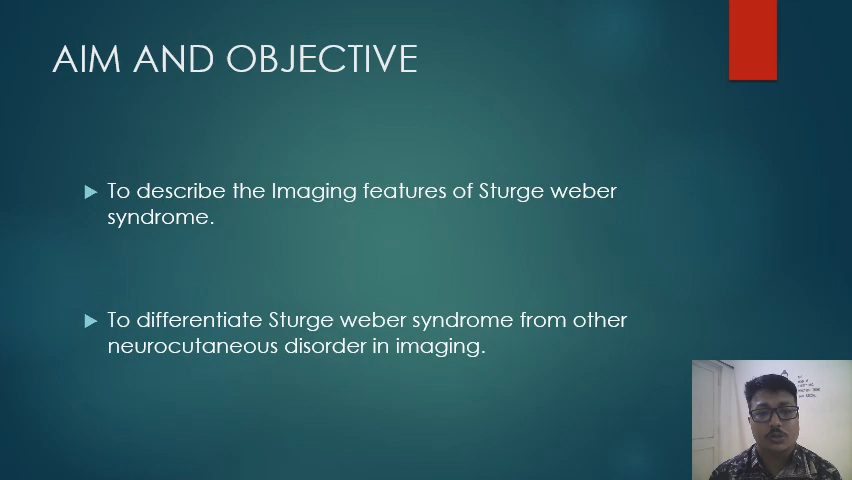 AIM AND OBJECTIVE
To describe the Imaging features of Sturge weber
syndrome.
To differentiate Sturge weber syndrome from other
neurocutaneous disorder in imaging.